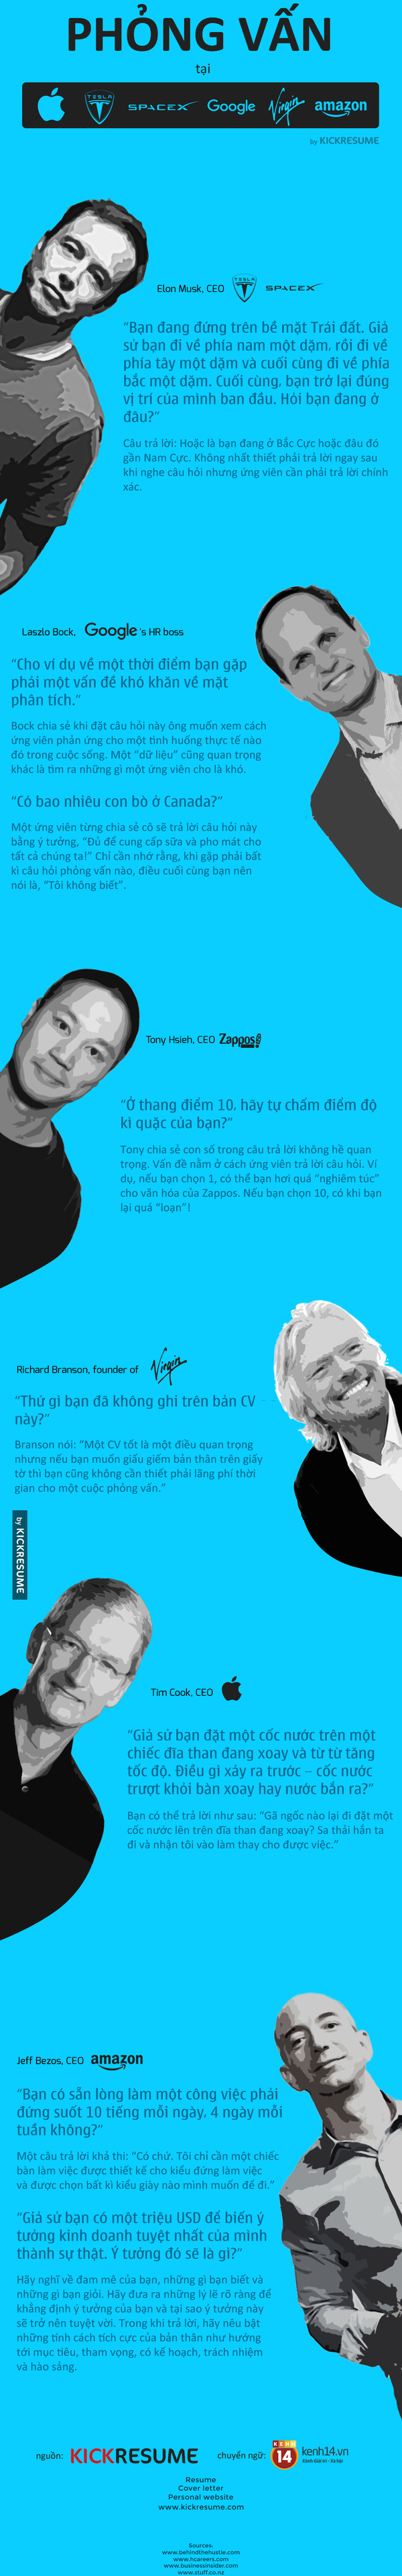 PHỎNG VẤN
tại
TESLA SPACEX Google Virgin amazon
by KICKRESUME
Elon Musk, CEO TESLA SPACEX
“Bạn đang đứng trên bề mặt Trái đất. Giả
sử bạn đi về phía nam một dặm, rồi đi về
phía tây một dặm và cuối cùng đi về phía
bắc một dặm. Cuối cùng, bạn trở lại đúng
vị trí của mình ban đầu. Hỏi bạn đang ở
đâu?”
Câu trả lời: Hoặc là bạn đang ở Bắc Cực hoặc đâu đó
gần Nam Cực. Không nhất thiết phải trả lời ngay sau
khi nghe câu hỏi nhưng ứng viên cần phải trả lời chính
xác.
Laszlo Bock, Google's HR boss
“Cho ví dụ về một thời điểm bạn gặp
phải một vấn đề khó khăn về mặt
phân tích.”
Bock chia sẻ khi đặt câu hỏi này ông muốn xem cách
ứng viên phản ứng cho một tình huống thực tế nào
đó trong cuộc sống. Một “dữ liệu” cũng quan trọng
khác là tìm ra những gì một ứng viên cho là khó.
“Có bao nhiêu con bò ở Canada?”
Một ứng viên từng chia sẻ cô sẽ trả lời câu hỏi này
bằng ý tưởng, “Đủ để cung cấp sữa và pho mát cho
tất cả chúng ta!” Chỉ cần nhớ rằng, khi gặp phải bất
kì câu hỏi phỏng vấn nào, điều cuối cùng bạn nên
nói là, “Tôi không biết”.
Tony Hsieh, CEO Zappos
“Ở thang điểm 10, hãy tự chấm điểm độ
kì quặc của bạn?”
Tony chia sẻ con số trong câu trả lời không hề quan
trọng. Vấn đề nằm ở cách ứng viên trả lời câu hỏi. Ví
dụ, nếu bạn chọn 1, có thể bạn hơi quá “nghiêm túc”
cho văn hóa của Zappos. Nếu bạn chọn 10, có khi bạn
lại quá “loạn”!
Richard Branson, founder of Virgin
“Thứ gì bạn đã không ghi trên bản CV
này?”
Branson nói: “Một CV tốt là một điều quan trọng
nhưng nếu bạn muốn giấu giếm bản thân trên giấy
tờ thì bạn cũng không cần thiết phải lãng phí thời
gian cho một cuộc phỏng vấn.”
by KICKRESUME
Tim Cook, CEO
“Giả sử bạn đặt một cốc nước trên một
chiếc đĩa than đang xoay và từ từ tăng
tốc độ. Điều gì xảy ra trước – cốc nước
trượt khỏi bàn xoay hay nước bắn ra?”
Bạn có thể trả lời như sau: “Gã ngốc nào lại đi đặt một
cốc nước lên trên đĩa than đang xoay? Sa thải hắn ta
đi và nhận tôi vào làm thay cho được việc.”
Jeff Bezos, CEO amazon
“Bạn có sẵn lòng làm một công việc phải
đứng suốt 10 tiếng mỗi ngày, 4 ngày mỗi
tuần không?”
Một câu trả lời khả thi: “Có chứ. Tôi chỉ cần một chiếc
bàn làm việc được thiết kế cho kiểu đứng làm việc
và được chọn bất kì kiểu giày nào mình muốn để đi.”
“Giả sử bạn có một triệu USD để biến ý
tưởng kinh doanh tuyệt nhất của mình
thành sự thật. Ý tưởng đó sẽ là gì?”
Hãy nghĩ về đam mê của bạn, những gì bạn biết và
những gì bạn giỏi. Hãy đưa ra những lý lẽ rõ ràng để
khẳng định ý tưởng của bạn và tại sao ý tưởng này
sẽ trở nên tuyệt vời. Trong khi trả lời, hãy nêu bật
những tính cách tích cực của bản thân như hướng
tới mục tiêu, tham vọng, có kế hoạch, trách nhiệm
và hào sảng.
nguồn: KICKRESUME chuyển ngữ: KENH 14 kenh14.vn
Kênh Giải trí - Xã hội
Resume
Cover letter
Personal website
www.kickresume.com
Sources:
www.behindthehustle.com
www.hcareers.com
www.businessinsider.com
www.stuff.co.nz